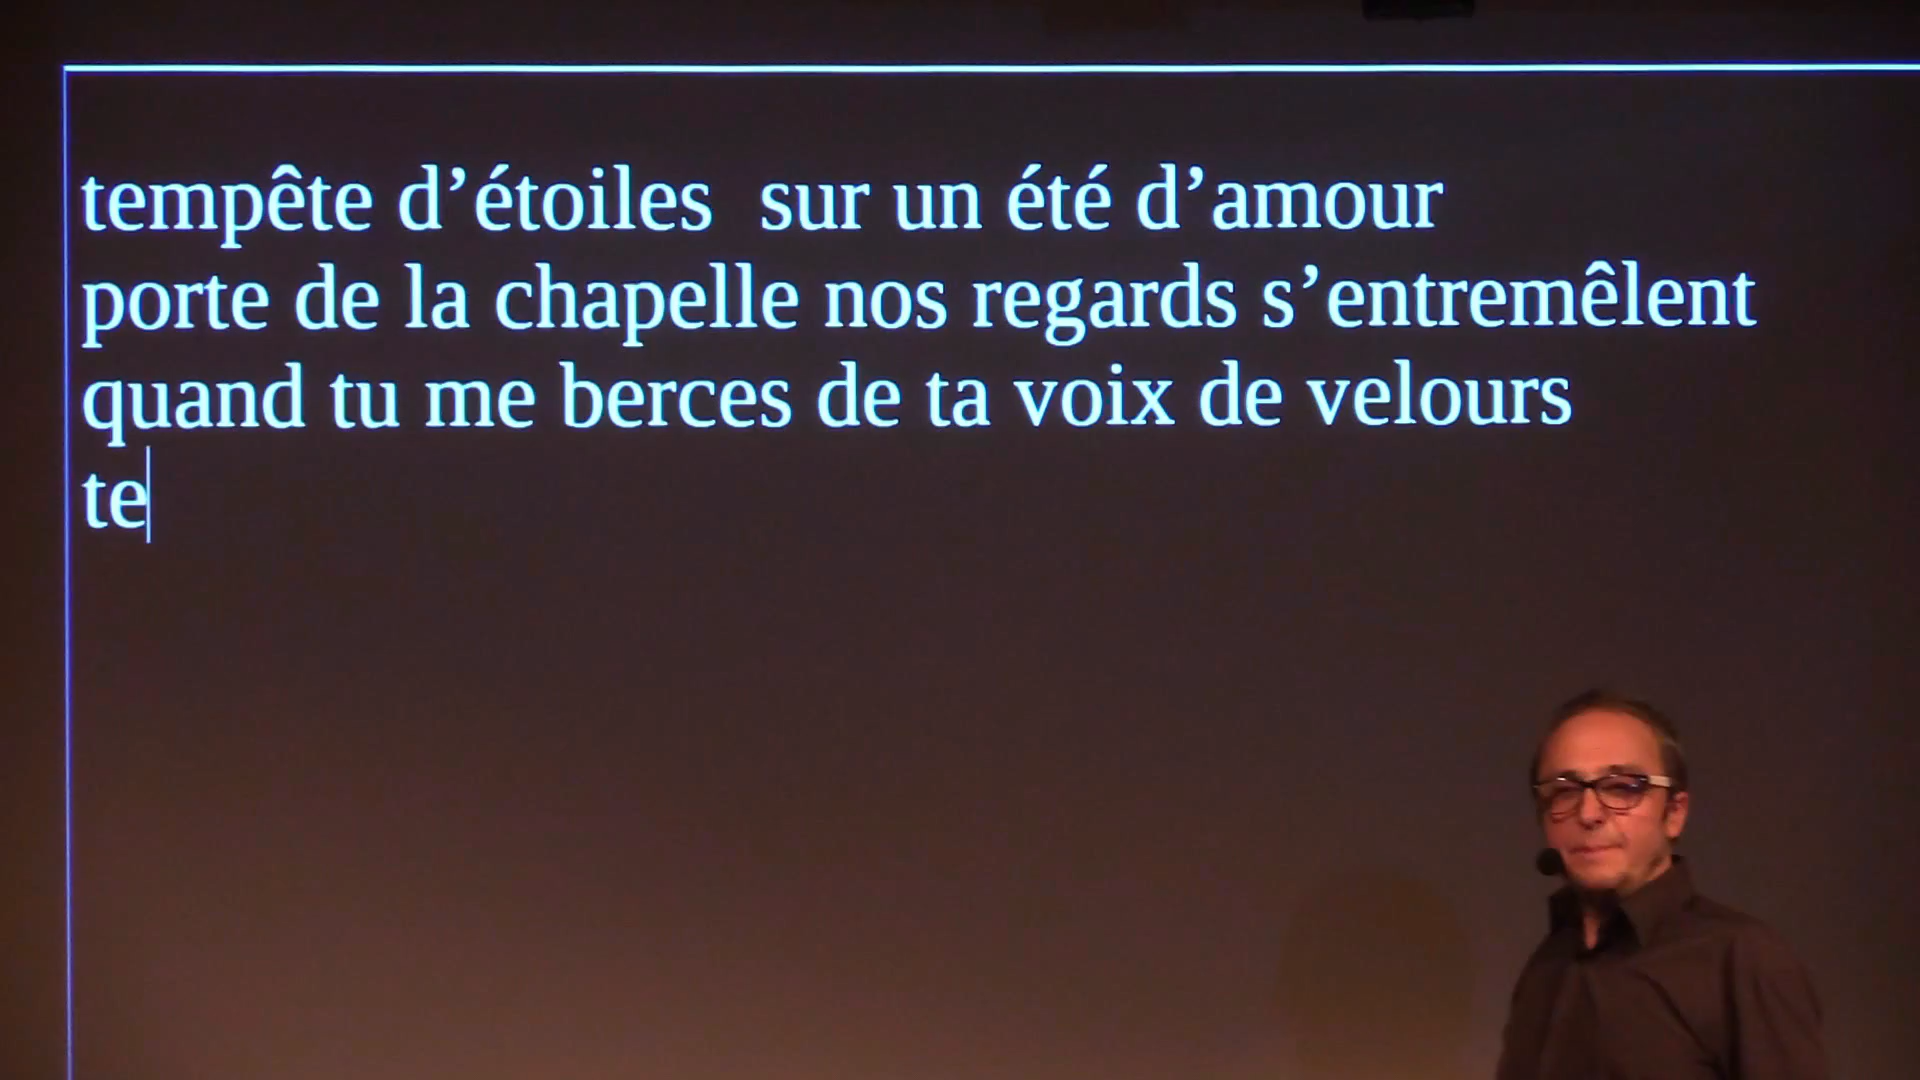 tempête d’étoiles  sur un été d’amour
porte de la chapelle nos regards s’entremêlent
quand tu me berces de ta voix de velours
te